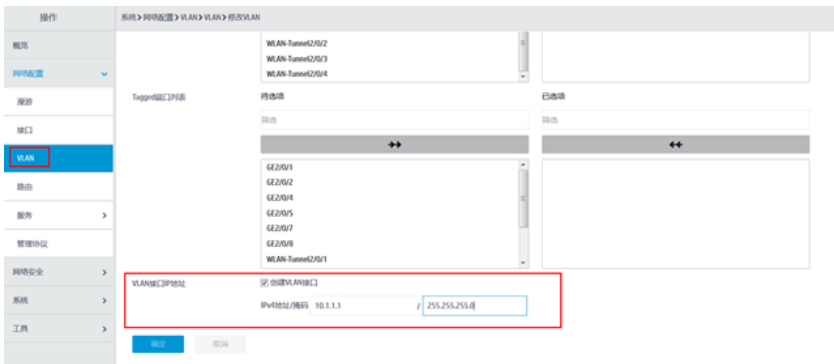 操作
系统 > 网络配置 > VLAN > VLAN > 修改VLAN
概览
网络配置
漫游
接口
VLAN
路由
服务
管理协议
网络安全
系统
工具
WLAN-Tunnel2/0/2
WLAN-Tunnel2/0/3
WLAN-Tunnel2/0/4
Tagged端口列表
待选项
已选项
筛选
筛选
GE2/0/1
GE2/0/2
GE2/0/4
GE2/0/5
GE2/0/7
GE2/0/8
WLAN-Tunnel2/0/1
VLAN接口IP地址
创建VLAN接口
IPv4地址/掩码 10.1.1.1 / 255.255.255.0
确定 取消